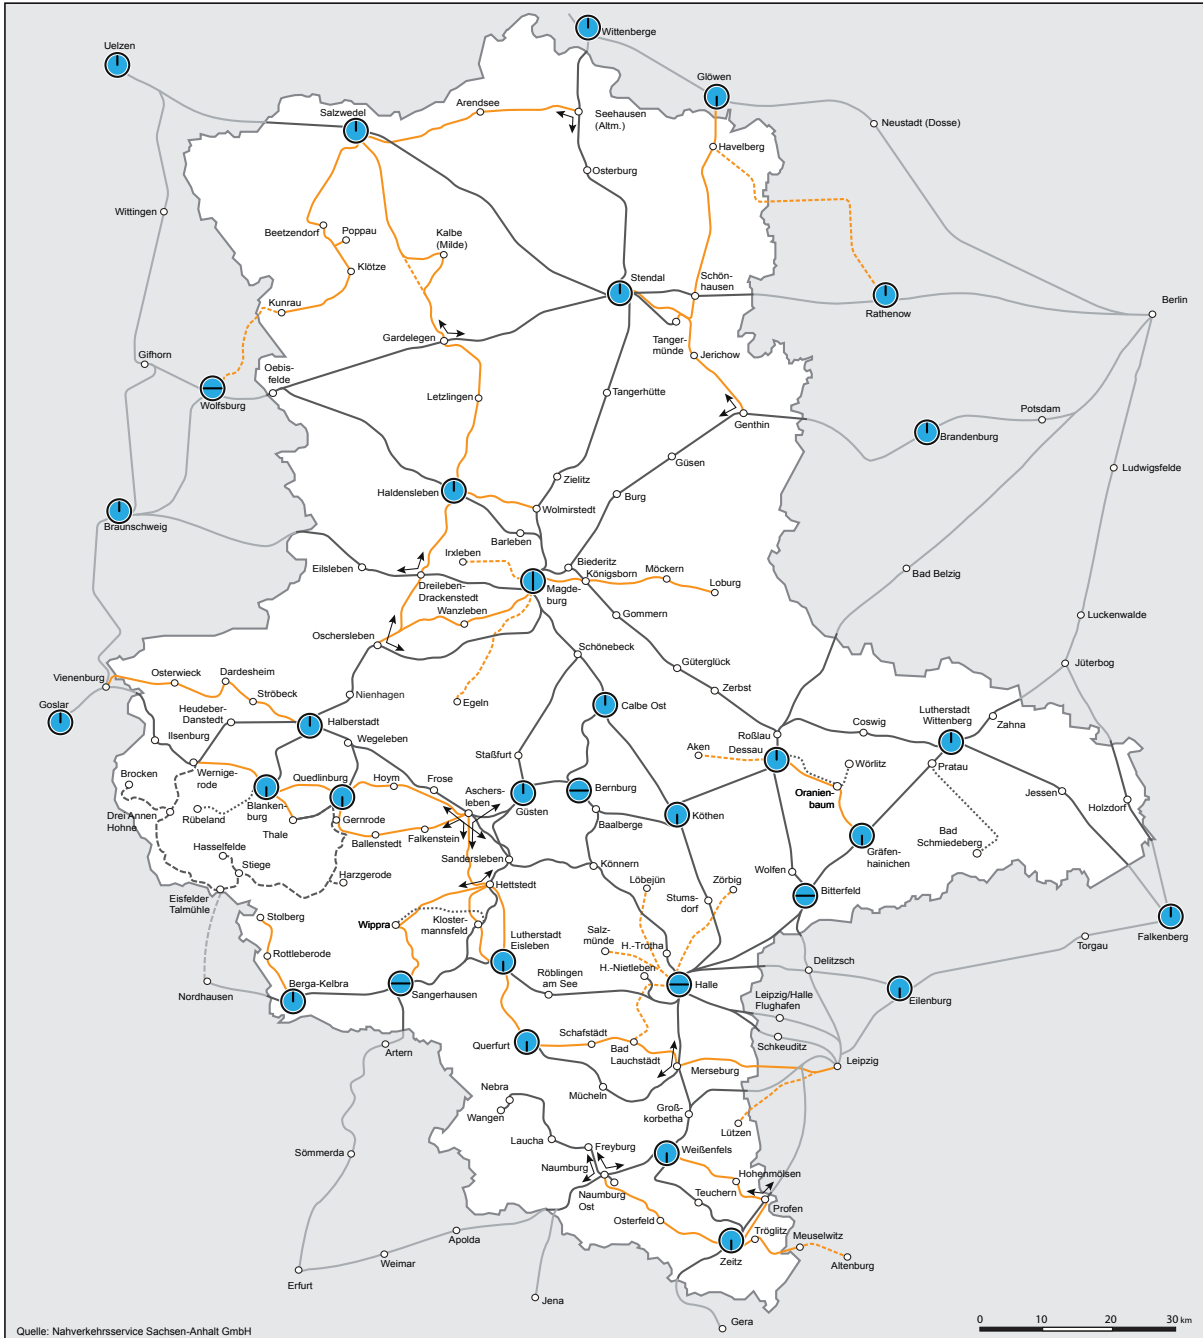 Wittenberge
Uelzen
Glöwen
Arendsee
Salzwedel
Seehausen
(Altm.)
Neustadt (Dosse)
Havelberg
Osterburg
Wittingen
Beetzendorf
Poppau
Kalbe
(Milde)
Klötze
Stendal
Schön-
hausen
Kunrau
Rathenow
Berlin
Gardelegen
Tanger-
münde
Jerichow
Gifhorn
Oebis-
felde
Wolfsburg
Letzlingen
Tangerhütte
Genthin
Potsdam
Brandenburg
Güsen
Ludwigsfelde
Zielitz
Haldensleben
Burg
Wolmirstedt
Braunschweig
Barleben
Irxleben
Biederitz
Eilsleben
Königsborn
Möckern
Bad Belzig
Dreileben-
Drackenstedt
Magde-
burg
Loburg
Wanzleben
Gommern
Luckenwalde
Oschersleben
Schönebeck
Güterglück
Jüterbog
Vienenburg
Osterwieck
Dardesheim
Ströbeck
Nienhagen
Zerbst
Egeln
Goslar
Heudeber-
Danstedt
Halberstadt
Calbe Ost
Lutherstadt
Wittenberg
Zahna
Coswig
Ilsenburg
Wegeleben
Roßlau
Staßfurt
Aken
Dessau
Brocken
Wernige-
rode
Quedlinburg
Hoym
Frose
Wörlitz
Pratau
Aschers-
leben
Bernburg
Oranien-
baum
Jessen
Holzdorf
Drei Annen
Hohne
Rübeland
Blanken-
burg
Güsten
Baalberge
Köthen
Thale
Gernrode
Ballenstedt
Falkenstein
Gräfen-
hainichen
Bad
Schmiedeberg
Hasselfelde
Sandersleben
Könnern
Wolfen
Stiege
Harzgerode
Hettstedt
Löbejün
Zörbig
Bitterfeld
Eisfelder
Talmühle
Stums-
dorf
Stolberg
Wippra
Kloster-
mannsfeld
Lutherstadt
Eisleben
Salz-
münde
H.-Trotha
Falkenberg
Torgau
Rottleberode
H.-Nietleben
Delitzsch
Nordhausen
Berga-Kelbra
Sangerhausen
Röblingen
am See
Halle
Leipzig/Halle
Flughafen
Eilenburg
Schkeuditz
Artern
Querfurt
Schafstädt
Bad
Lauchstädt
Merseburg
Leipzig
Nebra
Mücheln
Wangen
Groß-
korbetha
Lützen
Laucha
Freyburg
Weißenfels
Sömmerda
Naumburg
Hohenmölsen
Naumburg
Ost
Teuchern
Profen
Osterfeld
Tröglitz
Meuselwitz
Apolda
Weimar
Zeitz
Altenburg
Erfurt
Jena
Gera
0 10 20 30 km
Quelle: Nahverkehrsservice Sachsen-Anhalt GmbH